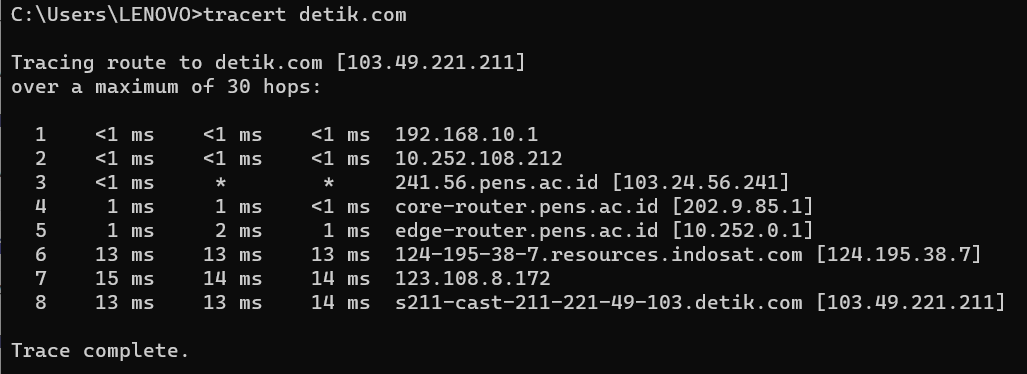 C:\Users\LENOVO>tracert detik.com
Tracing route to detik.com [103.49.221.211]
over a maximum of 30 hops:
1 <1 ms <1 ms <1 ms 192.168.10.1
2 <1 ms <1 ms <1 ms 10.252.108.212
3 <1 ms * * 241.56.pens.ac.id [103.24.56.241]
4 1 ms 1 ms <1 ms core-router.pens.ac.id [202.9.85.1]
5 1 ms 2 ms 1 ms edge-router.pens.ac.id [10.252.0.1]
6 13 ms 13 ms 13 ms 124-195-38-7.resources.indosat.com [124.195.38.7]
7 15 ms 14 ms 14 ms 123.108.8.172
8 13 ms 13 ms 14 ms s211-cast-211-221-49-103.detik.com [103.49.221.211]
Trace complete.